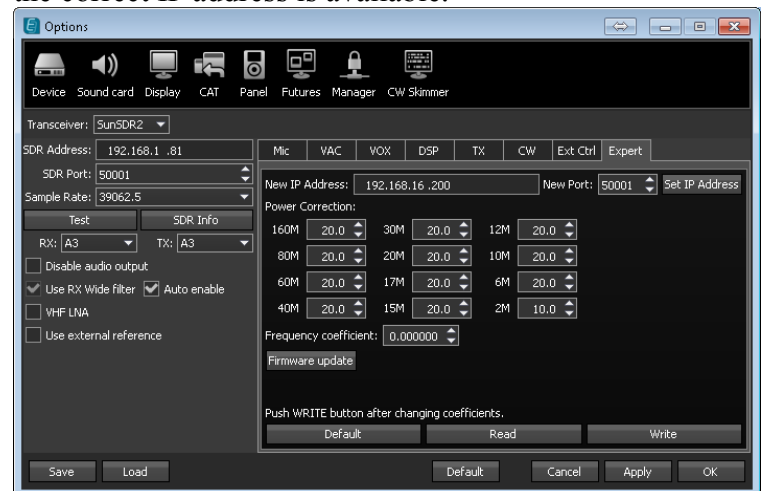 the correct IP address is available.
Options
Device Sound card Display CAT Panel Futures Manager CW Skimmer
Transceiver: SunSDR2
SDR Address: 192.168.1 .81
SDR Port: 50001
Sample Rate: 39062.5
Test SDR Info
RX: A3 TX: A3
Disable audio output
Use RX Wide filter Auto enable
VHF LNA
Use external reference
Mic VAC VOX DSP TX CW Ext Ctrl Expert
New IP Address: 192.168.16 .200 New Port: 50001 Set IP Address
Power Correction:
160M 20.0 30M 20.0 12M 20.0
80M 20.0 20M 20.0 10M 20.0
60M 20.0 17M 20.0 6M 20.0
40M 20.0 15M 20.0 2M 10.0
Frequency coefficient: 0.000000
Firmware update
Push WRITE button after changing coefficients.
Default Read Write
Save Load Default Cancel Apply OK